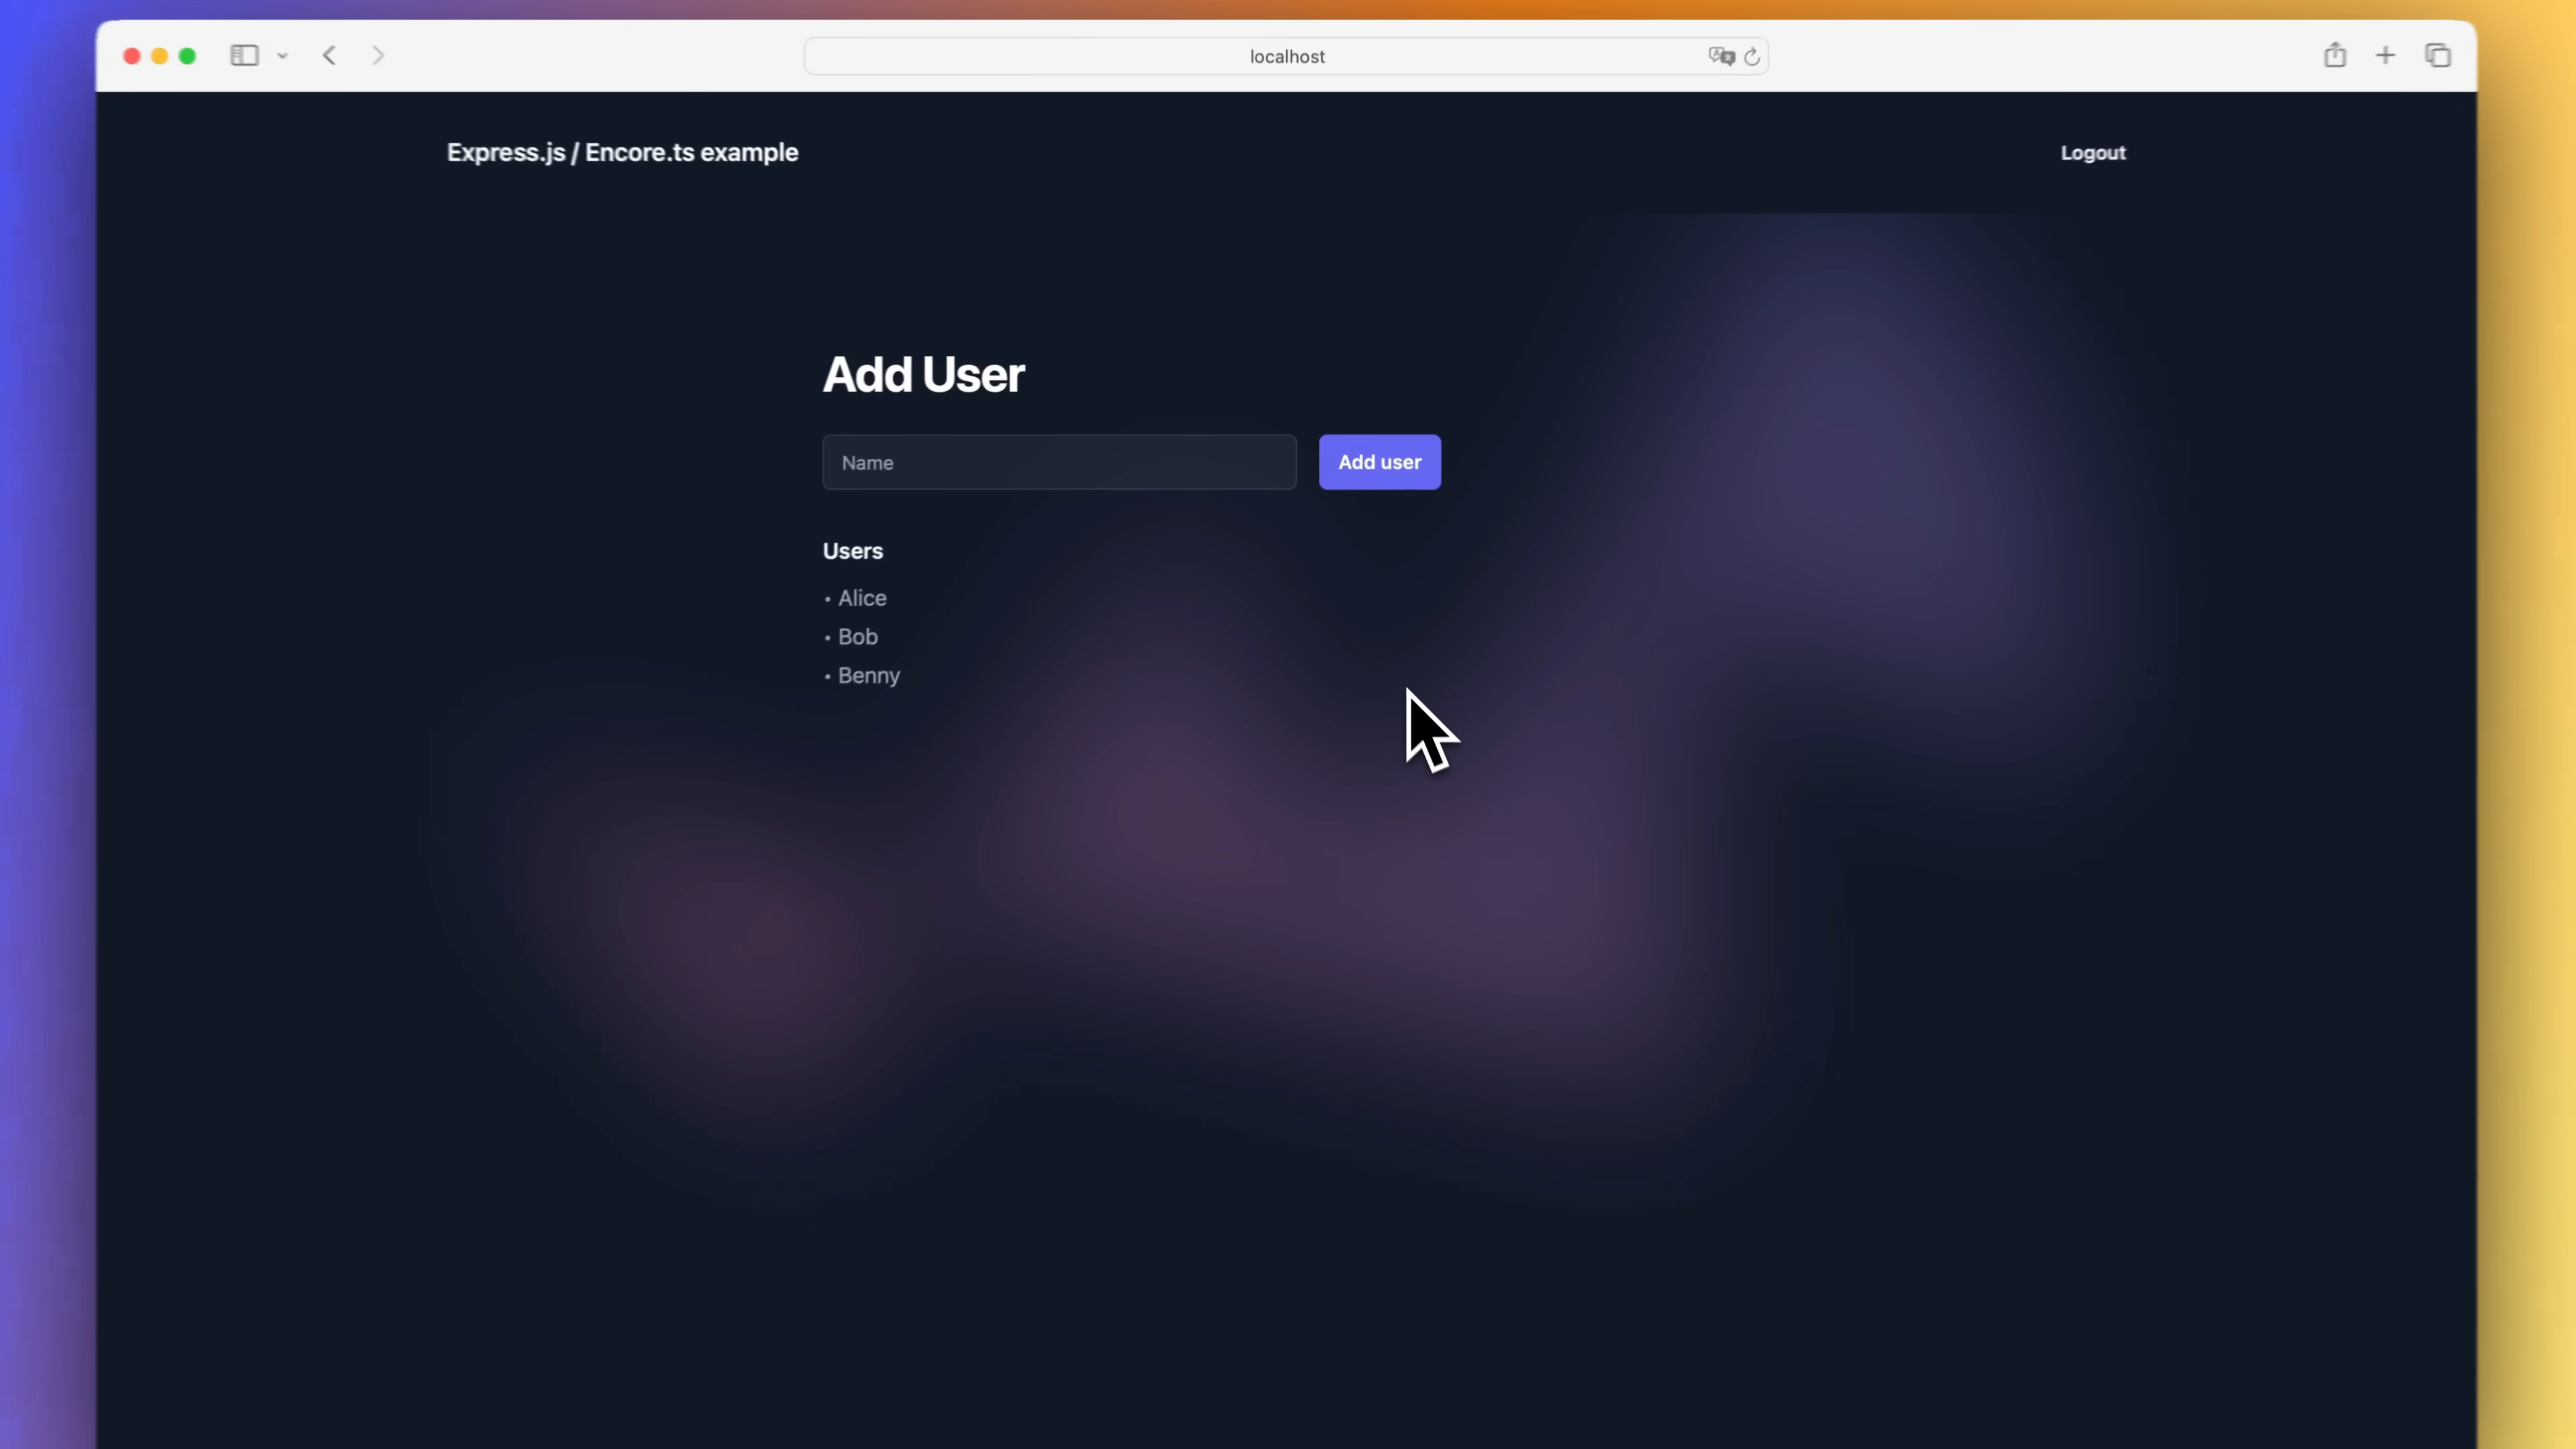 localhost
Express.js / Encore.ts example
Logout
Add User
Name
Add user
Users
• Alice
• Bob
• Benny